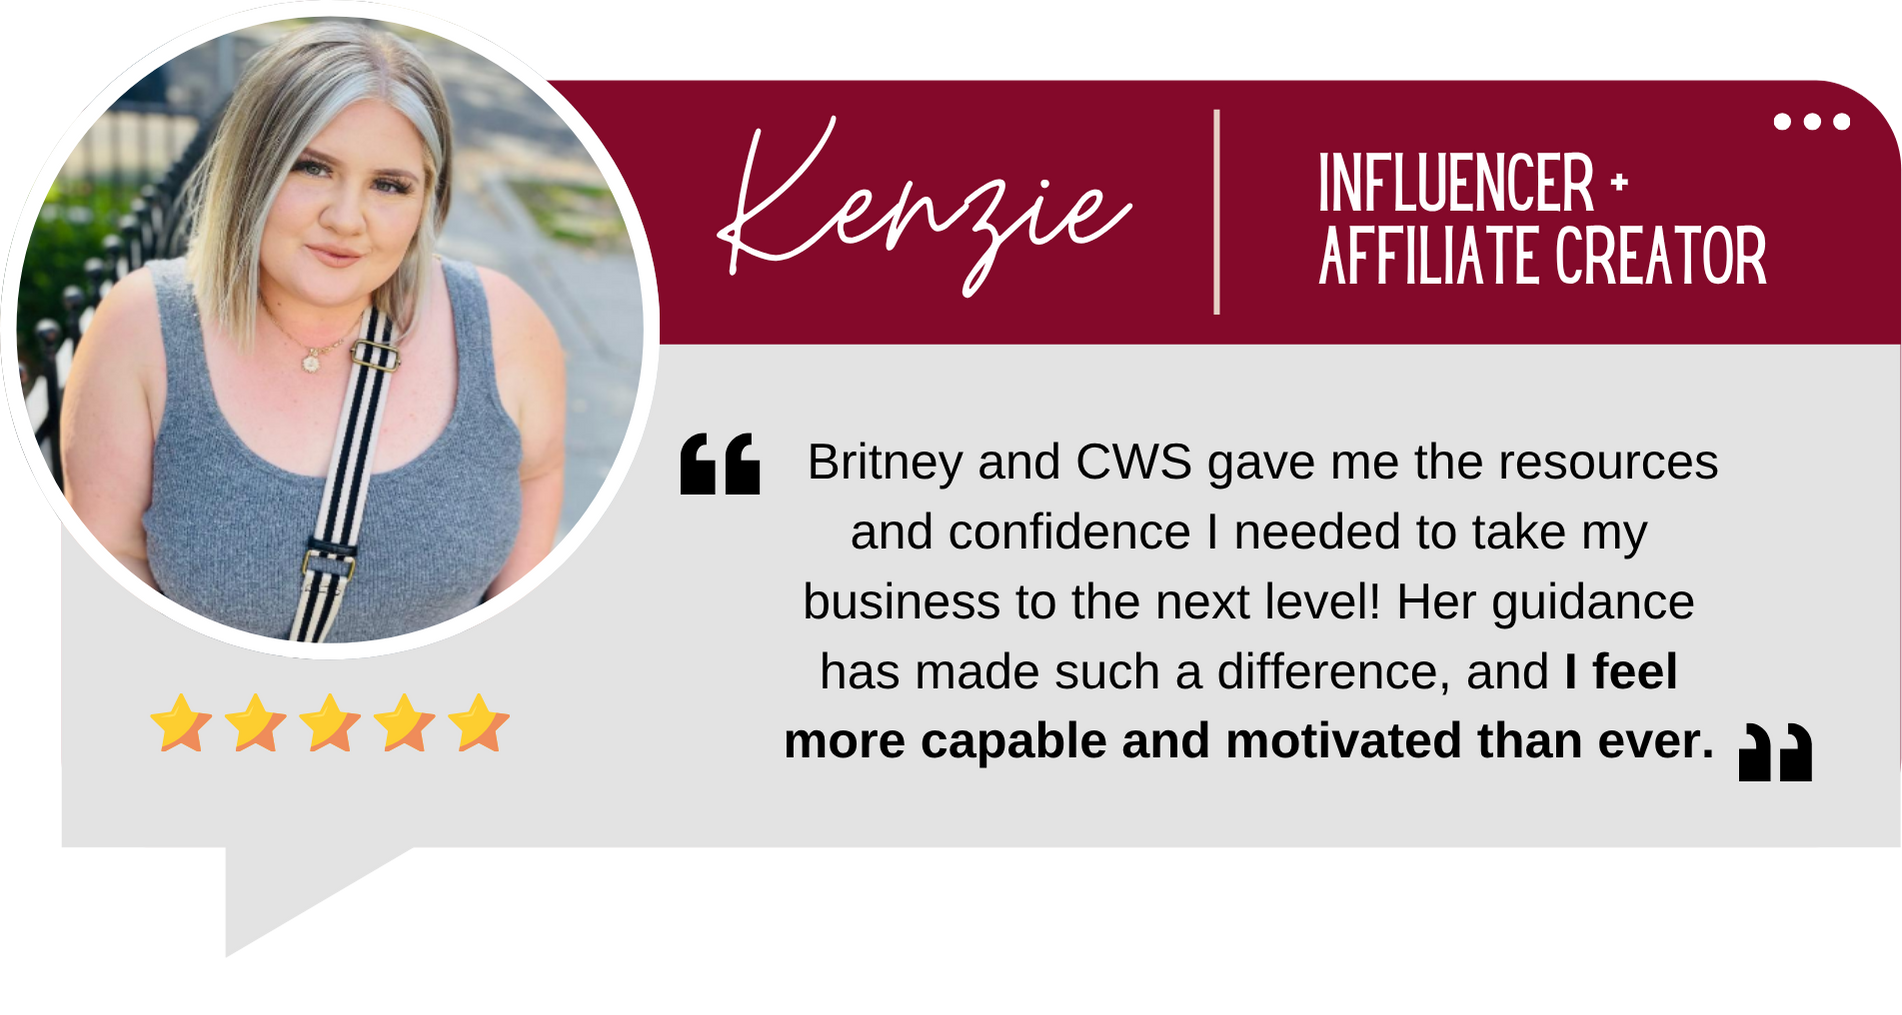 Kenzie
INFLUENCER +
AFFILIATE CREATOR
“ Britney and CWS gave me the resources
and confidence I needed to take my
business to the next level! Her guidance
has made such a difference, and I feel
more capable and motivated than ever. ”